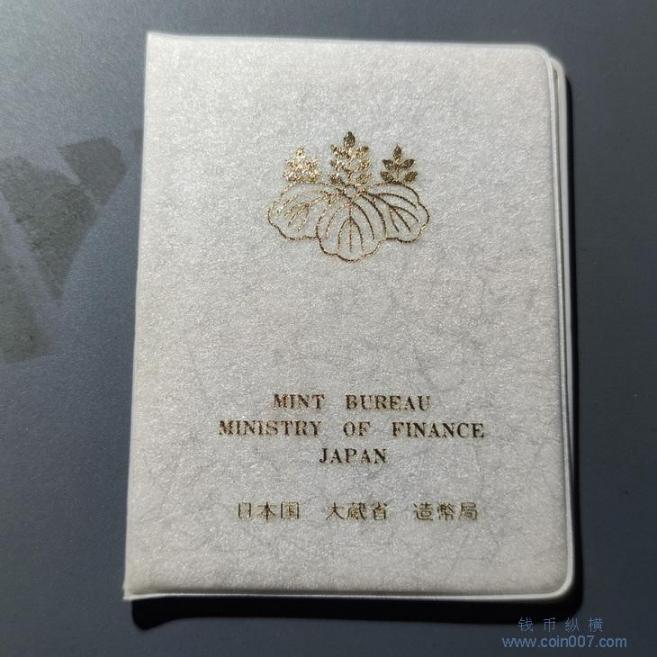 MINT BUREAU
MINISTRY OF FINANCE
JAPAN
日本国 大蔵省 造幣局
钱币纵横
www.coin007.com